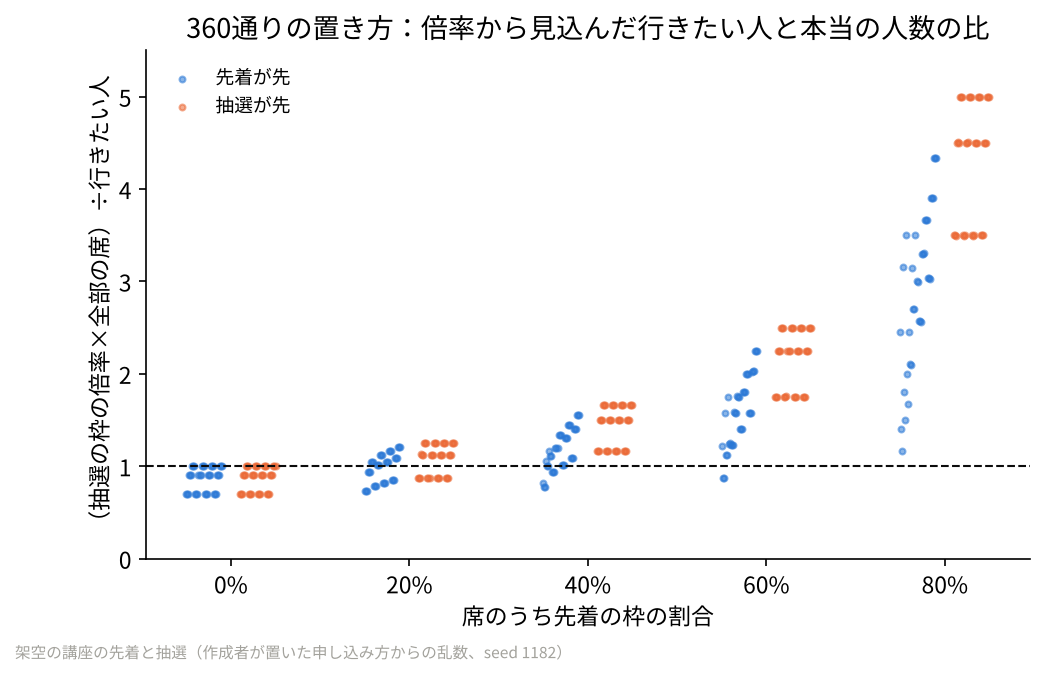 360通りの置き方：倍率から見込んだ行きたい人と本当の人数の比
先着が先
抽選が先
（抽選の枠の倍率×全部の席）÷行きたい人
5
4
3
2
1
0
0%
20%
40%
60%
80%
席のうち先着の枠の割合
架空の講座の先着と抽選（作成者が置いた申し込み方からの乱数、seed 1182）